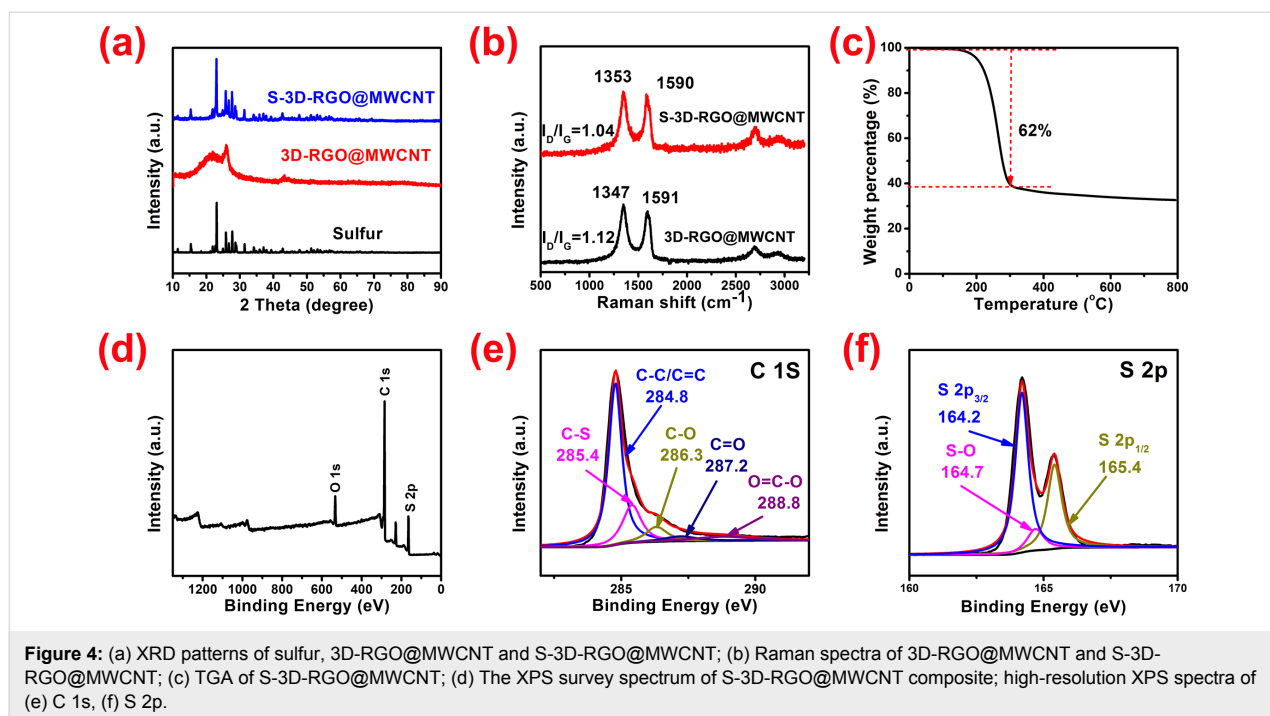 (a)
Intensity (a.u.)
S-3D-RGO@MWCNT
3D-RGO@MWCNT
Sulfur
10 20 30 40 50 60 70 80 90
2 Theta (degree)
(b)
Intensity (a.u.)
1353 1590
S-3D-RGO@MWCNT
I_D/I_G=1.04
1347 1591
I_D/I_G=1.12
3D-RGO@MWCNT
500 1000 1500 2000 2500 3000
Raman shift (cm⁻¹)
(c)
Weight percentage (%)
100
80
60
40
20
0
62%
0 200 400 600 800
Temperature (°C)
(d)
Intensity (a.u.)
O 1s
C 1s
S 2p
1200 1000 800 600 400 200 0
Binding Energy (eV)
(e)
Intensity (a.u.)
C 1S
C-C/C=C
284.8
C-S
285.4
C-O
286.3
C=O
287.2
O=C-O
288.8
285 290
Binding Energy (eV)
(f)
Intensity (a.u.)
S 2p
S 2p₃/₂
164.2
S-O
164.7
S 2p₁/₂
165.4
160 165 170
Binding Energy (eV)
Figure 4: (a) XRD patterns of sulfur, 3D-RGO@MWCNT and S-3D-RGO@MWCNT; (b) Raman spectra of 3D-RGO@MWCNT and S-3D-
RGO@MWCNT; (c) TGA of S-3D-RGO@MWCNT; (d) The XPS survey spectrum of S-3D-RGO@MWCNT composite; high-resolution XPS spectra of
(e) C 1s, (f) S 2p.